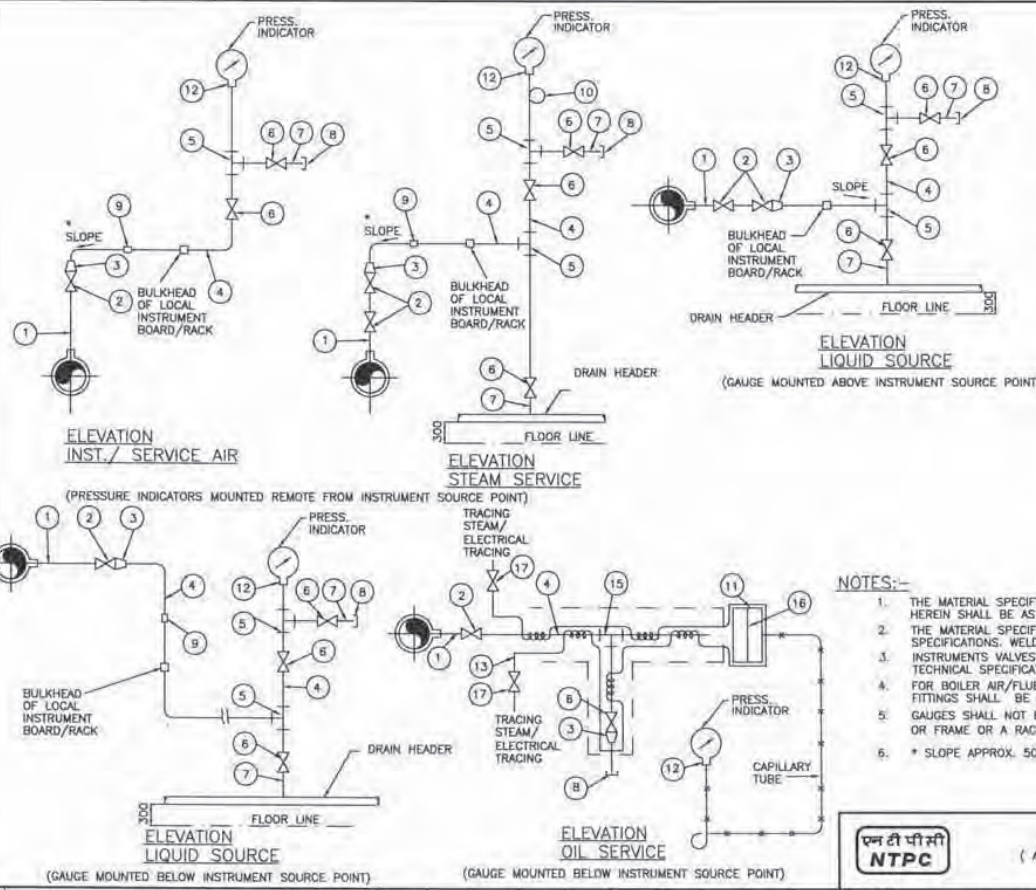 PRESS.
INDICATOR
12
5
6
7
8
6
9
*
SLOPE
3
2
BULKHEAD
OF LOCAL
INSTRUMENT
BOARD/RACK
4
1
ELEVATION
INST./ SERVICE AIR
PRESS.
INDICATOR
12
10
5
6
7
8
6
9
4
4
*
SLOPE
3
5
2
BULKHEAD
OF LOCAL
INSTRUMENT
BOARD/RACK
1
6
7
DRAIN HEADER
300
FLOOR LINE
ELEVATION
STEAM SERVICE
(PRESSURE INDICATORS MOUNTED REMOTE FROM INSTRUMENT SOURCE POINT)
PRESS.
INDICATOR
12
5
6
7
8
6
1
2
3
SLOPE
4
5
BULKHEAD
OF LOCAL
INSTRUMENT
BOARD/RACK
6
7
DRAIN HEADER
FLOOR LINE
300
ELEVATION
LIQUID SOURCE
(GAUGE MOUNTED ABOVE INSTRUMENT SOURCE POINT
1
2
3
4
9
BULKHEAD
OF LOCAL
INSTRUMENT
BOARD/RACK
PRESS.
INDICATOR
12
6
7
8
5
6
4
5
6
7
DRAIN HEADER
300
FLOOR LINE
ELEVATION
LIQUID SOURCE
(GAUGE MOUNTED BELOW INSTRUMENT SOURCE POINT)
TRACING
STEAM/
ELECTRICAL
TRACING
17
2
4
15
11
16
1
13
17
TRACING
STEAM/
ELECTRICAL
TRACING
6
3
8
PRESS.
INDICATOR
12
CAPILLARY
TUBE
ELEVATION
OIL SERVICE
(GAUGE MOUNTED BELOW INSTRUMENT SOURCE POINT)
NOTES:-
1. THE MATERIAL SPECIF
HEREIN SHALL BE AS
2. THE MATERIAL SPECIF
SPECIFICATIONS. WELD
3. INSTRUMENTS VALVES
TECHNICAL SPECIFICA
4. FOR BOILER AIR/FLUE
FITTINGS SHALL BE
5. GAUGES SHALL NOT
OR FRAME OR A RAC
6. * SLOPE APPROX. 50
एन टी पी सी
NTPC